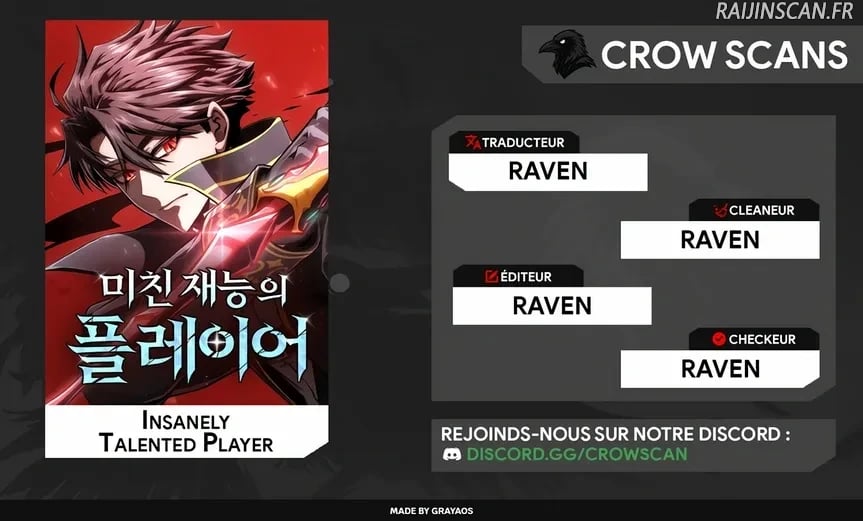 RAIJINSCAN.FR
CROW SCANS
TRADUCTEUR
RAVEN
CLEANEUR
RAVEN
ÉDITEUR
RAVEN
CHECKEUR
RAVEN
미친 재능의
플레이어
INSANELY
TALENTED PLAYER
REJOINDS-NOUS SUR NOTRE DISCORD :
DISCORD.GG/CROWSCAN
MADE BY GRAYAOS